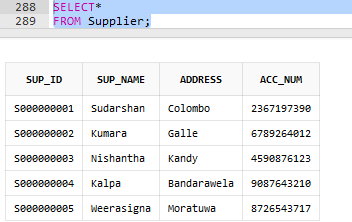 288 SELECT*
289 FROM Supplier;
SUP_ID SUP_NAME ADDRESS ACC_NUM
S000000001 Sudarshan Colombo 2367197390
S000000002 Kumara Galle 6789264012
S000000003 Nishantha Kandy 4590876123
S000000004 Kalpa Bandarawela 9087643210
S000000005 Weerasigna Moratuwa 8726543717